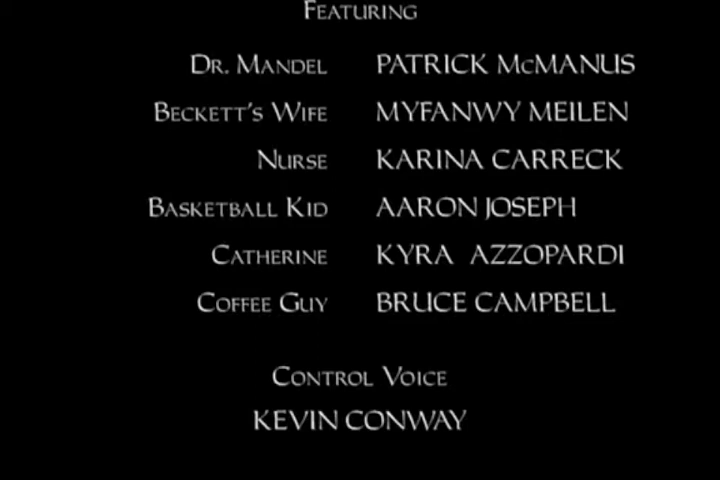 Featuring
Dr. Mandel PATRICK McMANUS
Beckett's Wife MYFANWY MEILEN
Nurse KARINA CARRECK
Basketball Kid AARON JOSEPH
Catherine KYRA AZZOPARDI
Coffee Guy BRUCE CAMPBELL
Control Voice
KEVIN CONWAY